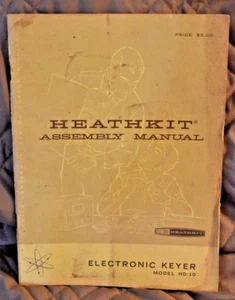 PRICE $2.00
HEATHKIT®
ASSEMBLY MANUAL
HEATHKIT
ELECTRONIC KEYER
MODEL HD-10